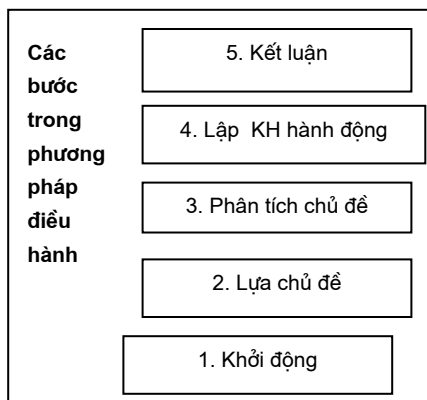 Các
bước
trong
phương
pháp
điều
hành
5. Kết luận
4. Lập  KH hành động
3. Phân tích chủ đề
2. Lựa chủ đề
1. Khởi động